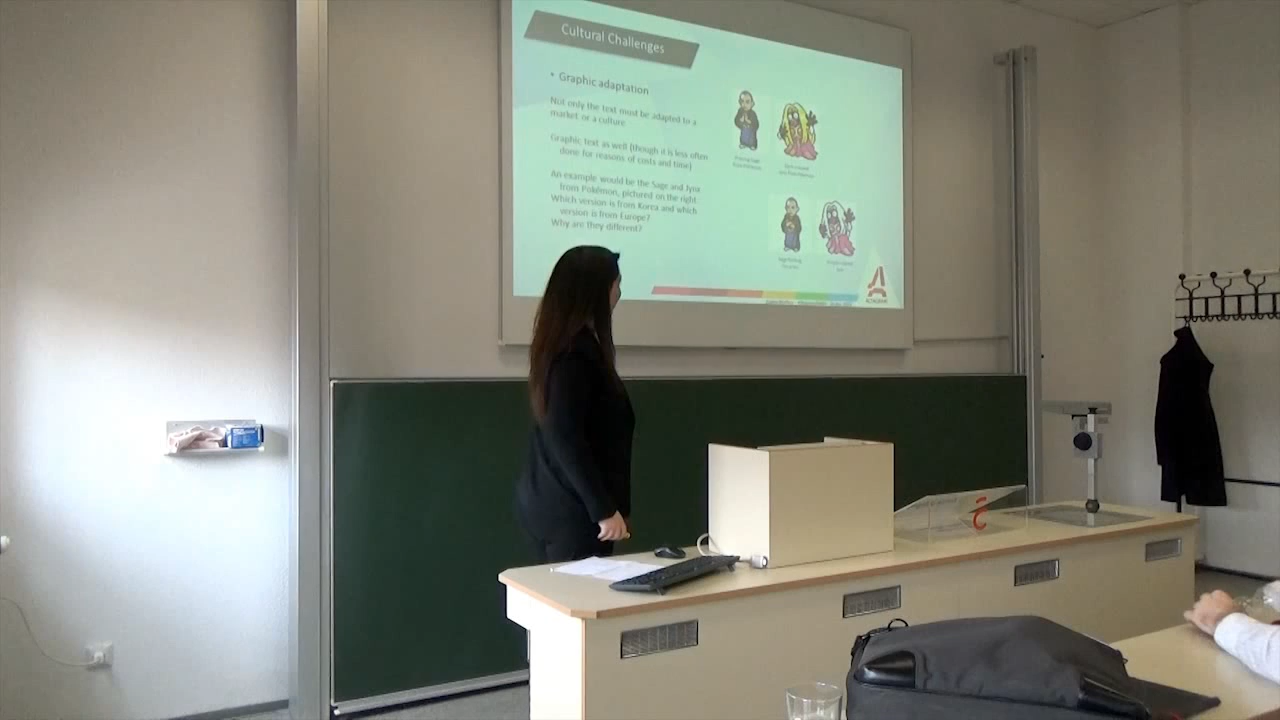 Cultural Challenges
• Graphic adaptation
Not only the text must be adapted to a
market or a culture
Graphic text as well (though it is less often
done for reasons of costs and time)
An example would be the Sage and Jynx
from Pokémon, pictured on the right.
Which version is from Korea and which
version is from Europe?
Why are they different?